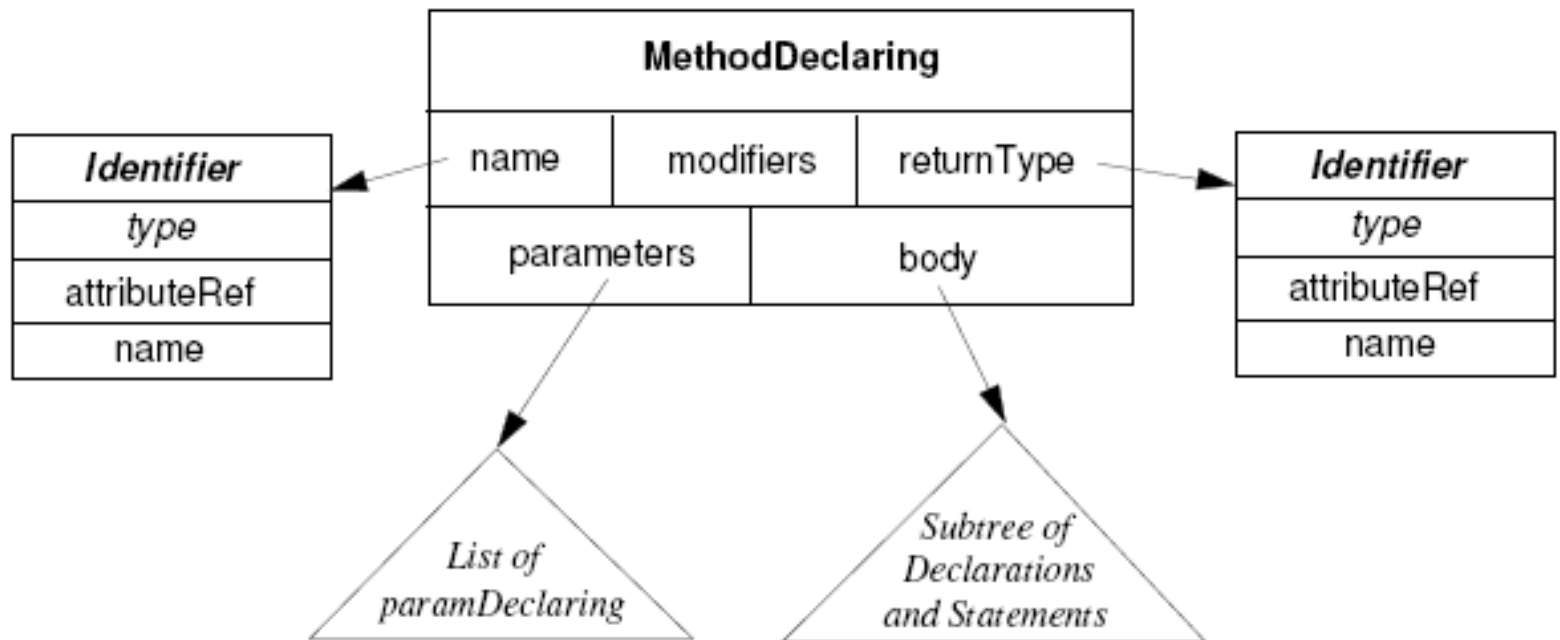 MethodDeclaring
name
modifiers
returnType
parameters
body
Identifier
type
attributeRef
name
Identifier
type
attributeRef
name
List of
paramDeclaring
Subtree of
Declarations
and Statements